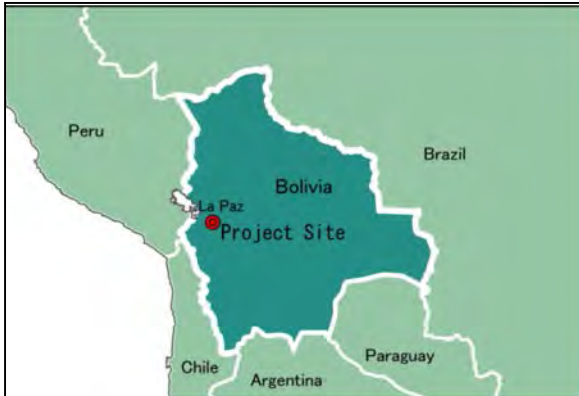 Peru
Brazil
Bolivia
La Paz
Project Site
Chile
Paraguay
Argentina